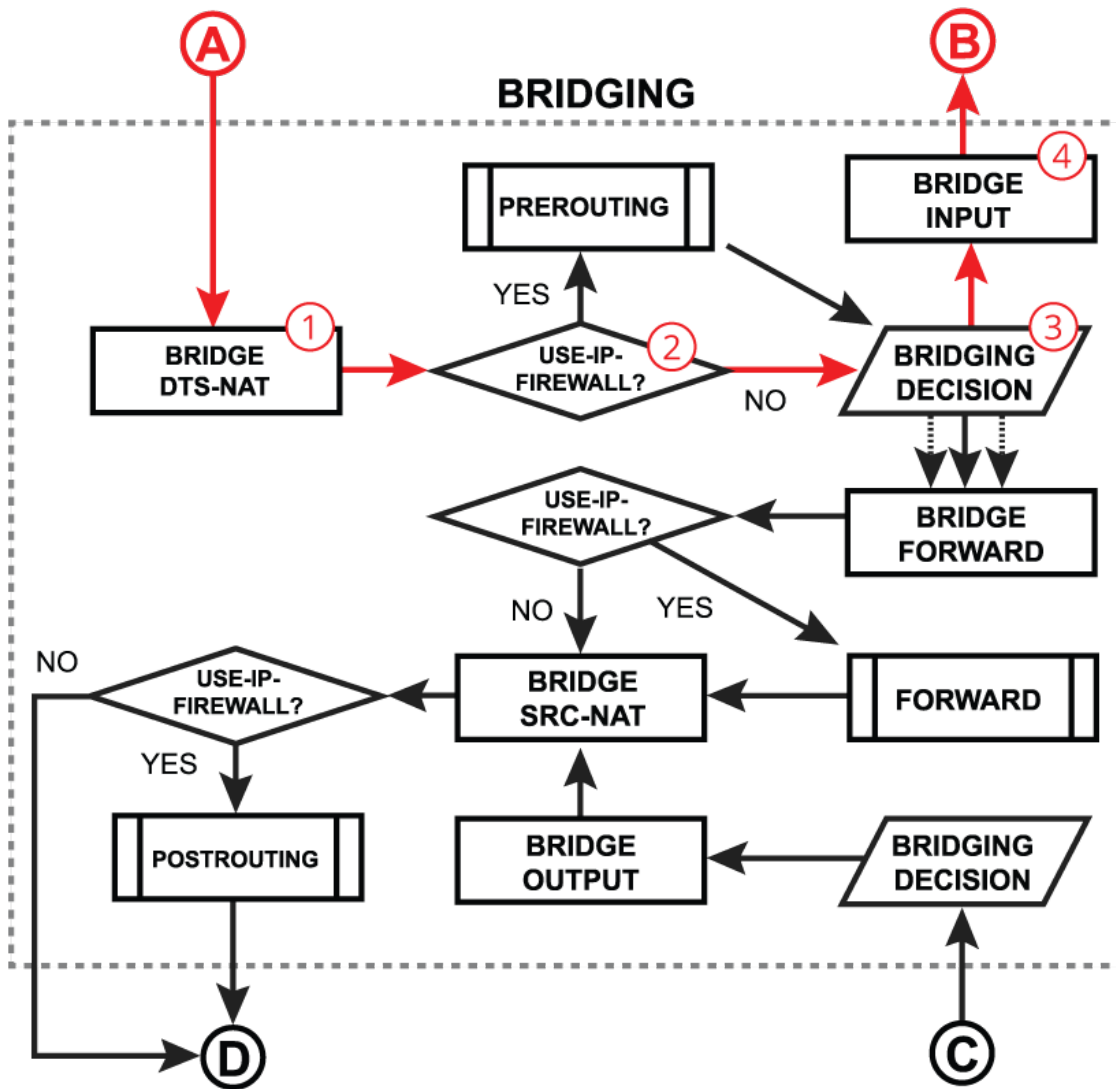 A
B
BRIDGING
4
BRIDGE
INPUT
PREROUTING
YES
1
BRIDGE
DTS-NAT
2
USE-IP-
FIREWALL?
NO
3
BRIDGING
DECISION
USE-IP-
FIREWALL?
BRIDGE
FORWARD
NO
YES
NO
USE-IP-
FIREWALL?
BRIDGE
SRC-NAT
FORWARD
YES
POSTROUTING
BRIDGE
OUTPUT
BRIDGING
DECISION
D
C